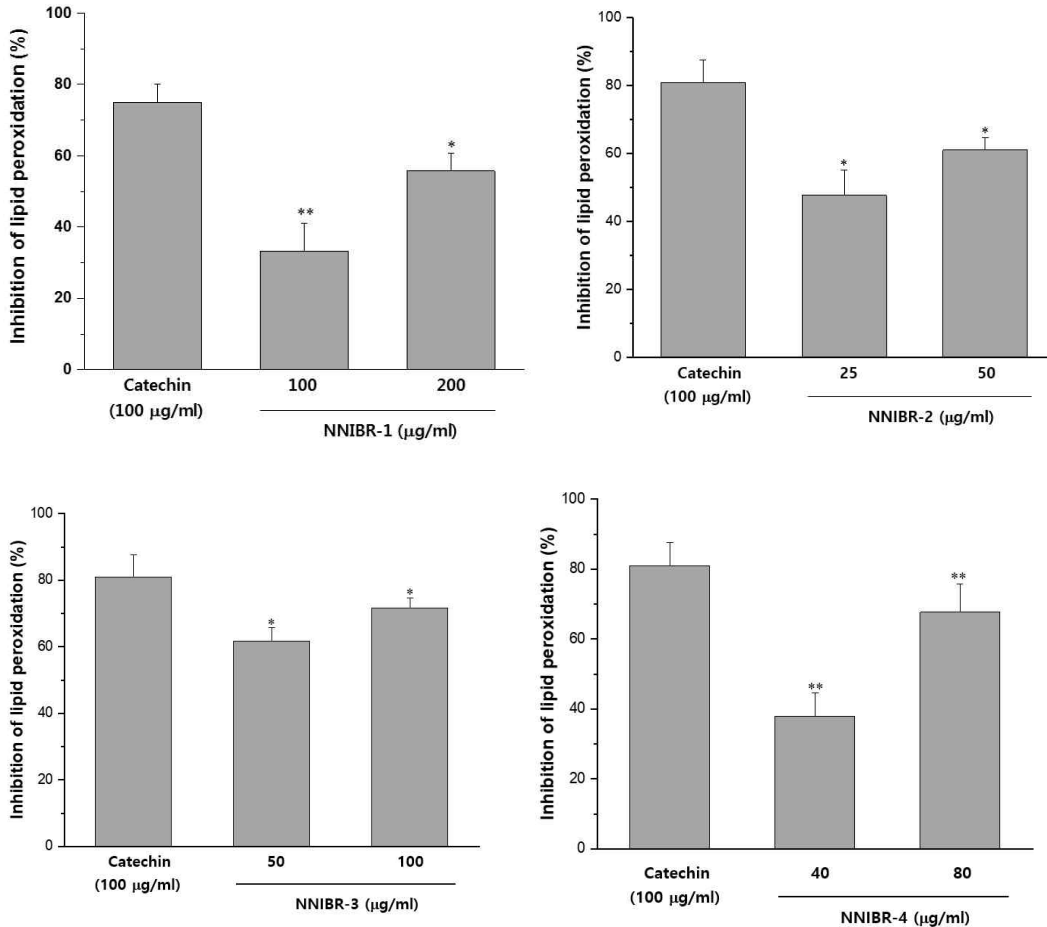 Inhibition of lipid peroxidation (%)
100
80
60
40
20
0
**
*
Catechin
(100 μg/ml)
100
200
NNIBR-1 (μg/ml)
Inhibition of lipid peroxidation (%)
100
80
60
40
20
0
*
*
Catechin
(100 μg/ml)
25
50
NNIBR-2 (μg/ml)
Inhibition of lipid peroxidation (%)
100
80
60
40
20
0
*
*
Catechin
(100 μg/ml)
50
100
NNIBR-3 (μg/ml)
Inhibition of lipid peroxidation (%)
100
80
60
40
20
0
**
**
Catechin
(100 μg/ml)
40
80
NNIBR-4 (μg/ml)